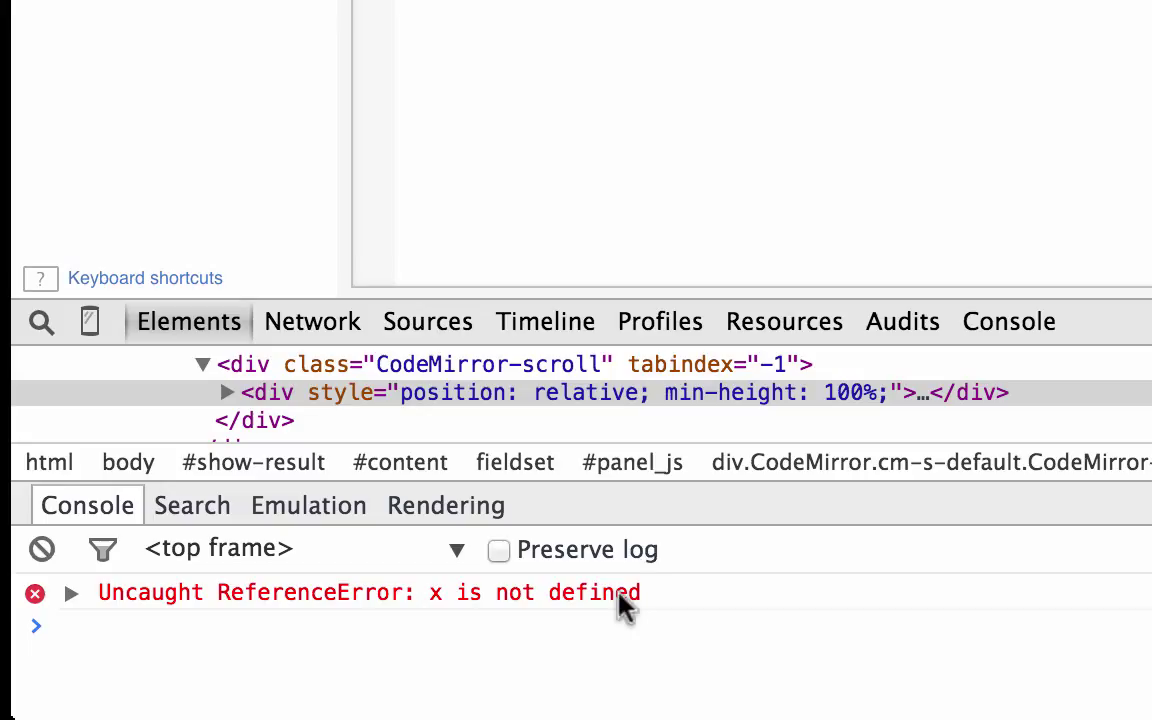 ? Keyboard shortcuts
Elements Network Sources Timeline Profiles Resources Audits Console
<div class="CodeMirror-scroll" tabindex="-1">
<div style="position: relative; min-height: 100%;">…</div>
</div>
html body #show-result #content fieldset #panel_js div.CodeMirror.cm-s-default.CodeMirror-
Console Search Emulation Rendering
<top frame> Preserve log
Uncaught ReferenceError: x is not defined
>